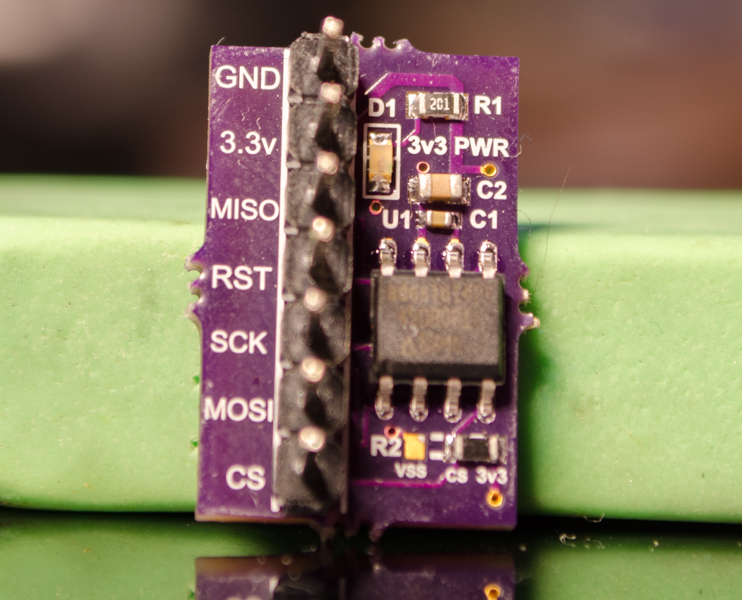 GND
3.3v
MISO
RST
SCK
MOSI
CS
D1
201
R1
3v3 PWR
C2
U1
C1
R2
VSS
CS 3v3